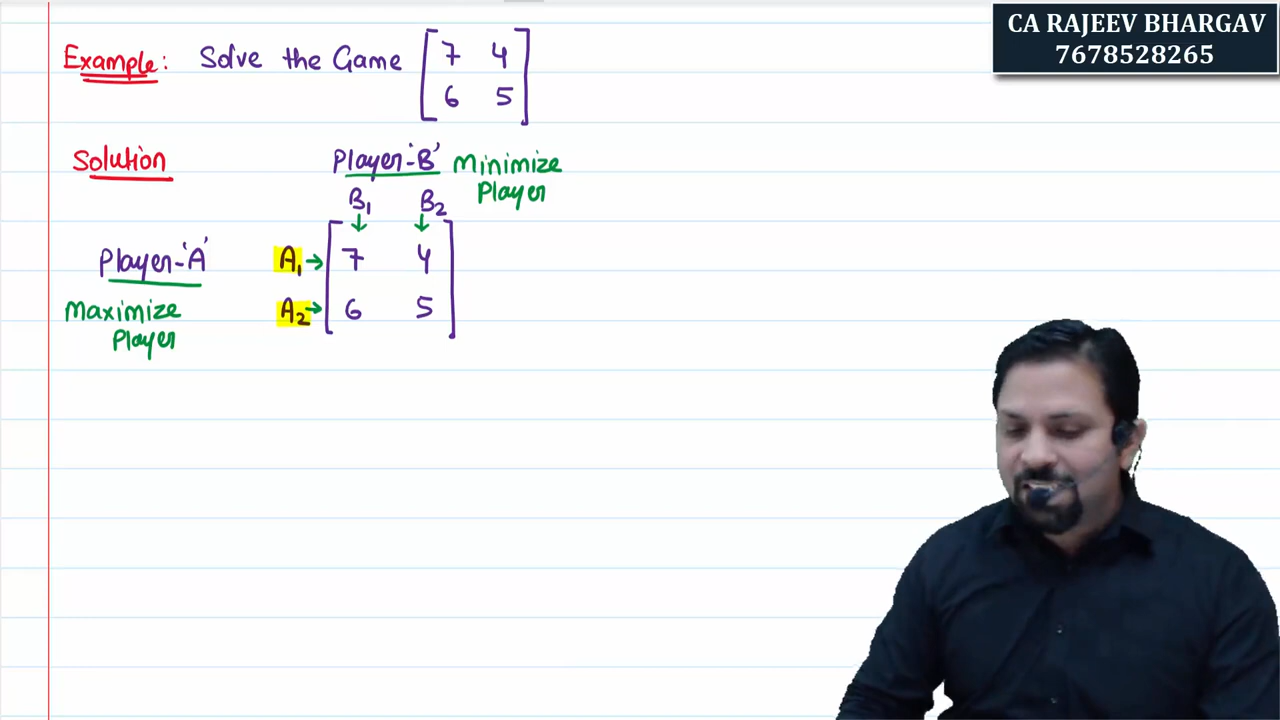 CA RAJEEV BHARGAV
7678528265
Example: Solve the Game [7 4
6 5]
Solution
Player-'B' Minimize
Player
B1 B2
Player-'A' A1 → 7 4
Maximize A2 → 6 5
Player